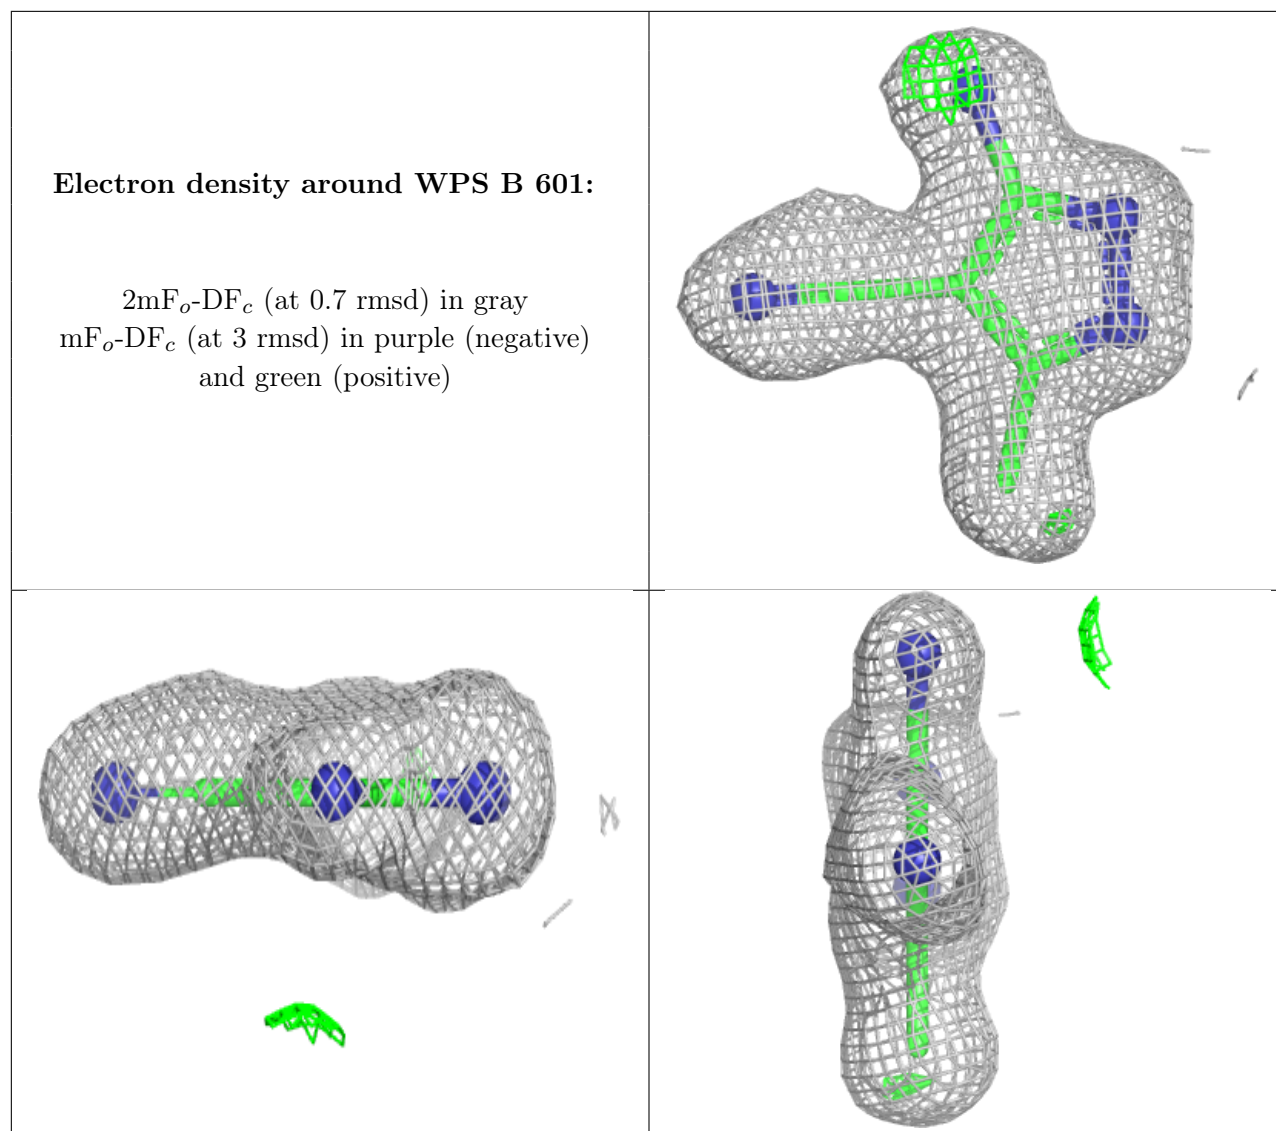 Electron density around WPS B 601:
2mFo-DFc (at 0.7 rmsd) in gray
mFo-DFc (at 3 rmsd) in purple (negative)
and green (positive)